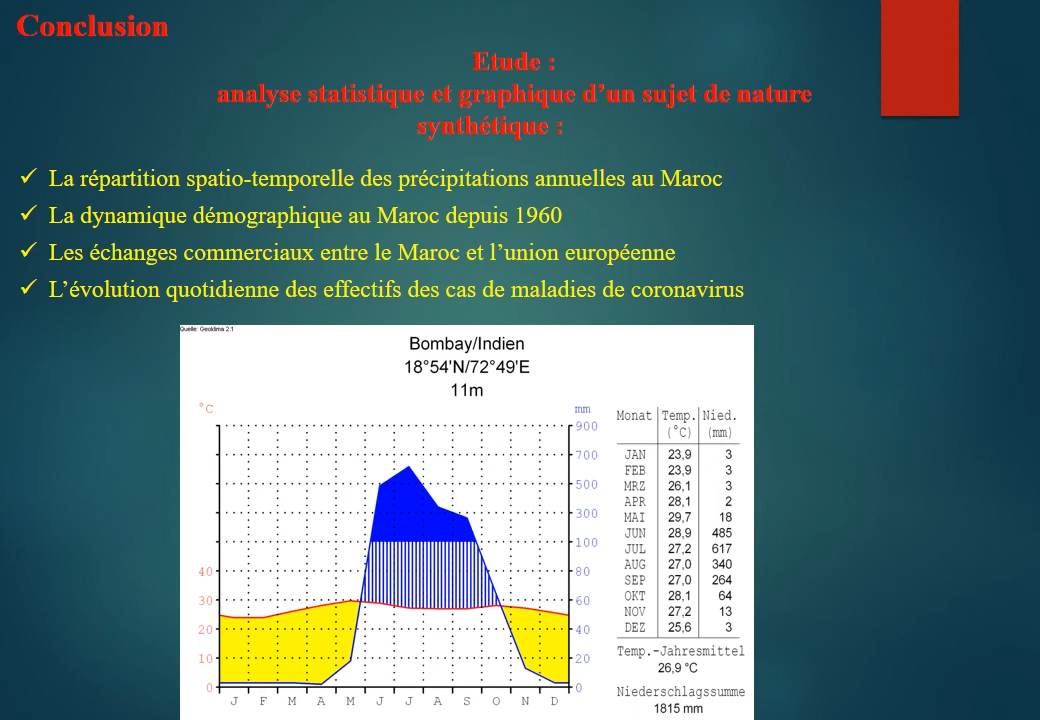 Conclusion
Etude :
analyse statistique et graphique d’un sujet de nature
synthétique :
✓ La répartition spatio-temporelle des précipitations annuelles au Maroc
✓ La dynamique démographique au Maroc depuis 1960
✓ Les échanges commerciaux entre le Maroc et l’union européenne
✓ L’évolution quotidienne des effectifs des cas de maladies de coronavirus
Quelle: Geoklima 2.1
Bombay/Indien
18°54'N/72°49'E
11m
°C mm
900
700
500
300
100
40 80
30 60
20 40
10 20
0 0
J F M A M J J A S O N D
Monat Temp. Nied.
(°C) (mm)
JAN 23,9 3
FEB 23,9 3
MRZ 26,1 3
APR 28,1 2
MAI 29,7 18
JUN 28,9 485
JUL 27,2 617
AUG 27,0 340
SEP 27,0 264
OKT 28,1 64
NOV 27,2 13
DEZ 25,6 3
Temp.-Jahresmittel
26,9 °C
Niederschlagssumme
1815 mm